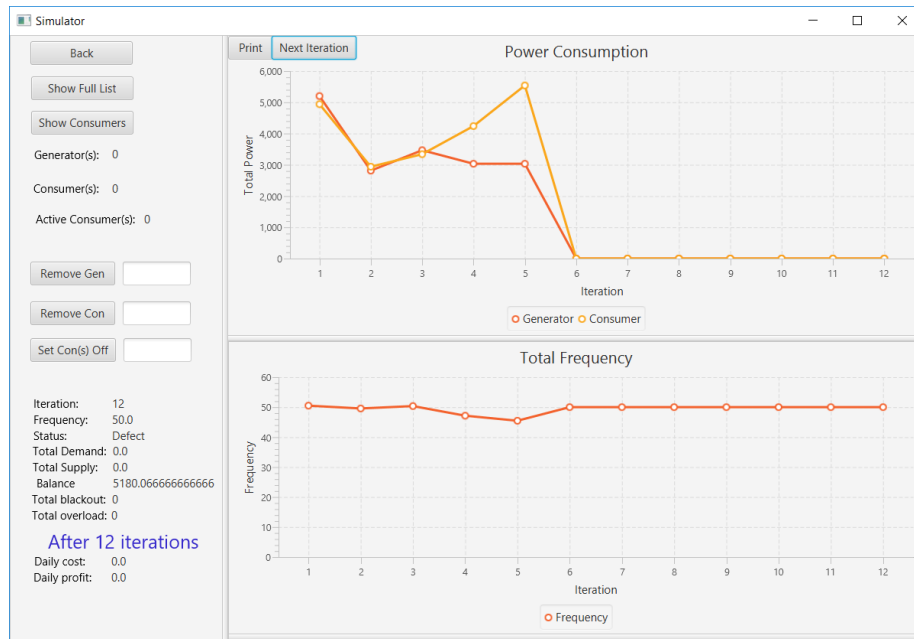 Simulator
Back
Show Full List
Show Consumers
Generator(s): 0
Consumer(s): 0
Active Consumer(s): 0
Remove Gen
Remove Con
Set Con(s) Off
Iteration: 12
Frequency: 50.0
Status: Defect
Total Demand: 0.0
Total Supply: 0.0
Balance 5180.066666666666
Total blackout: 0
Total overload: 0
After 12 iterations
Daily cost: 0.0
Daily profit: 0.0
Print Next Iteration
Power Consumption
Total Power
6,000
5,000
4,000
3,000
2,000
1,000
0
1 2 3 4 5 6 7 8 9 10 11 12
Iteration
Generator Consumer
Total Frequency
Frequency
60
50
40
30
20
10
0
1 2 3 4 5 6 7 8 9 10 11 12
Iteration
Frequency